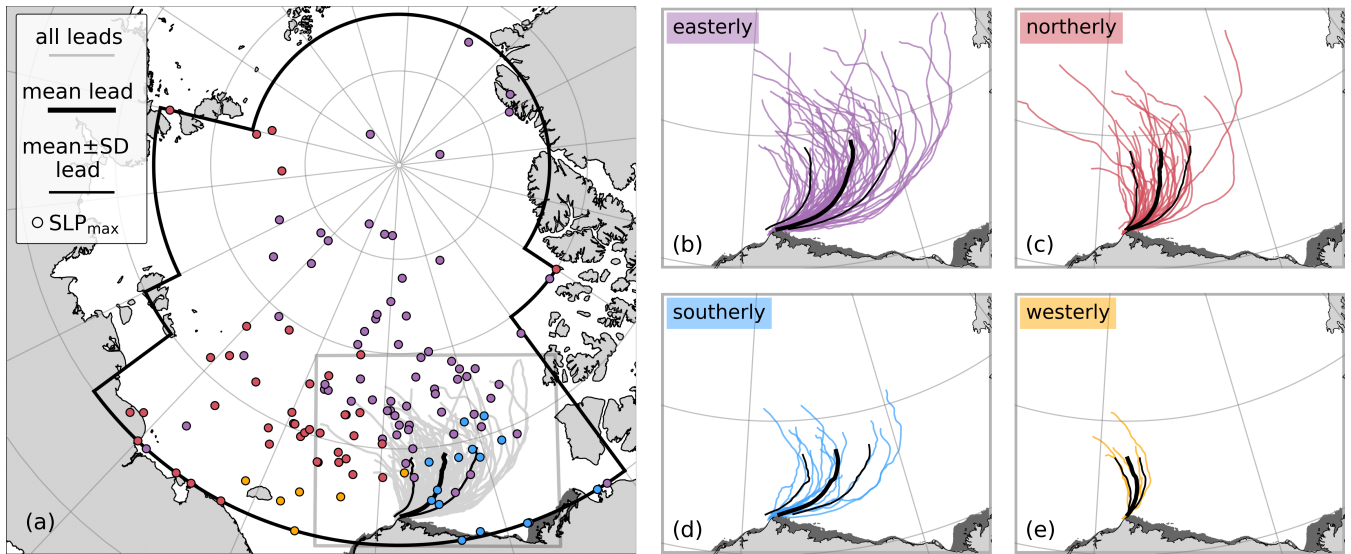 all leads
mean lead
mean±SD
lead
SLPmax
(a)
easterly
(b)
northerly
(c)
southerly
(d)
westerly
(e)